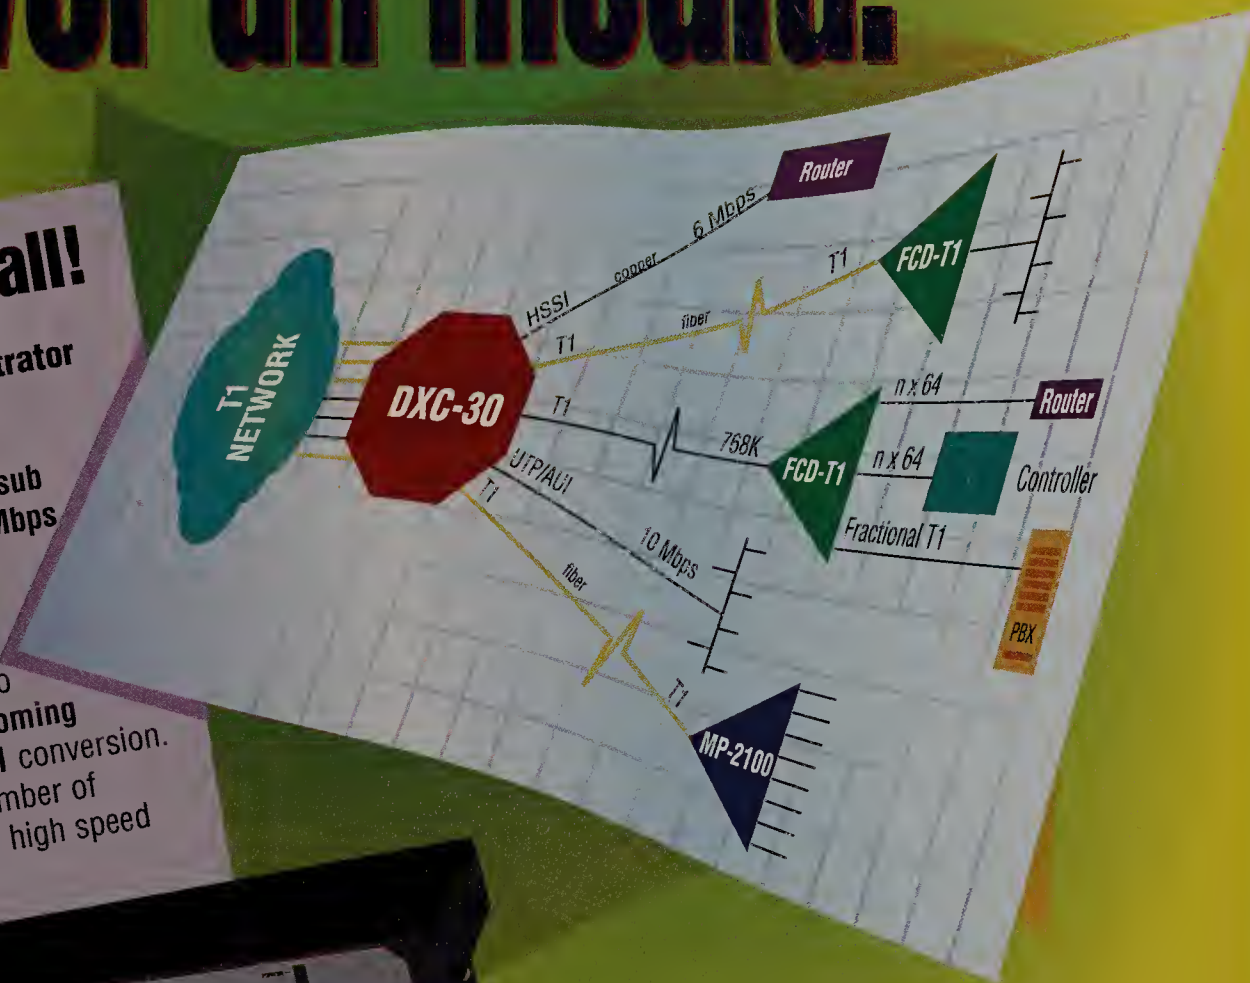 all!
trator
sub
Mbps
oming
conversion.
mber of
high speed
T1
NETWORK
DXC-30
HSSI
copper
6 Mbps
Router
T1
fiber
T1
FCD-T1
T1
768K
FCD-T1
n x 64
Router
n x 64
Controller
Fractional T1
PBX
UTP/AUI
10 Mbps
T1
fiber
T1
MP-2100